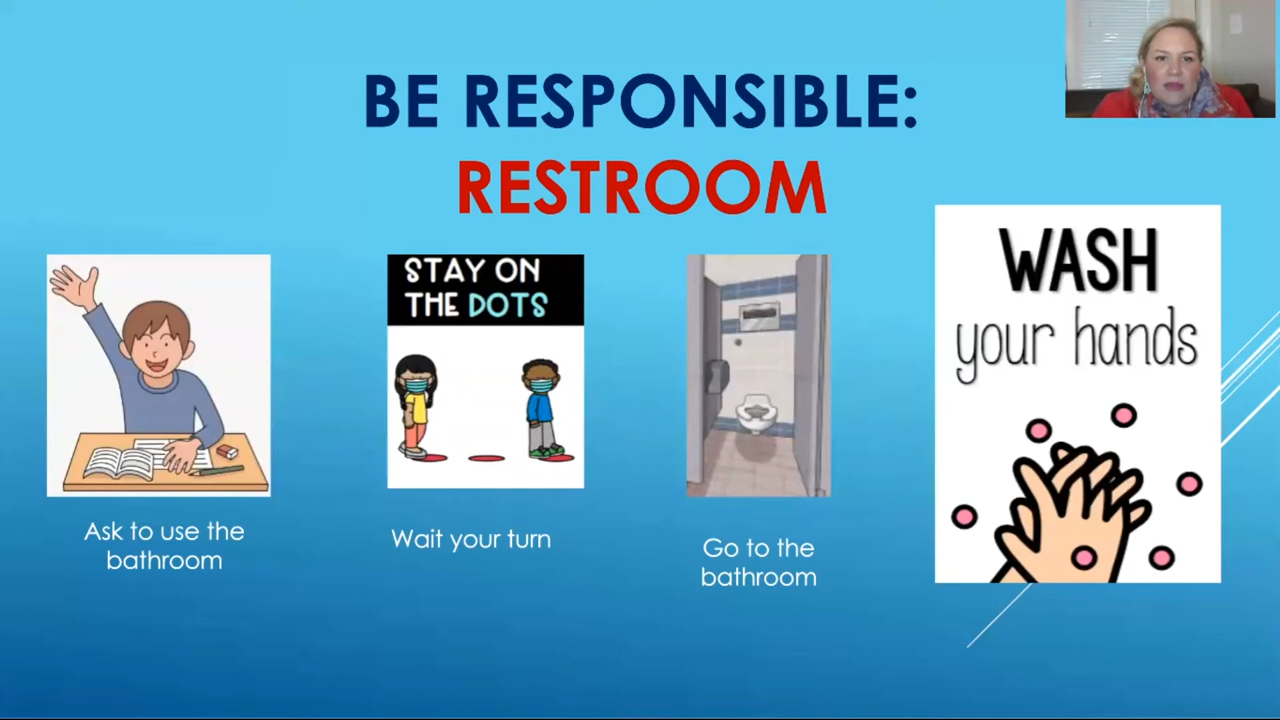 BE RESPONSIBLE:
RESTROOM
STAY ON
THE DOTS
WASH
your hands
Ask to use the
bathroom
Wait your turn
Go to the
bathroom